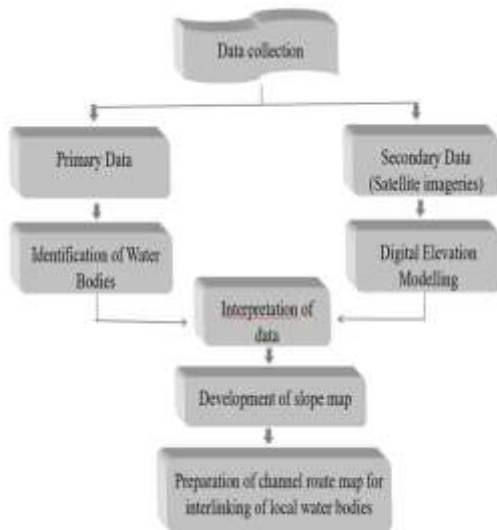 Data collection
Primary Data
Secondary Data
(Satellite imageries)
Identification of Water
Bodies
Digital Elevation
Modelling
Interpretation of
data
Development of slope map
Preparation of channel route map for
interlinking of local water bodies